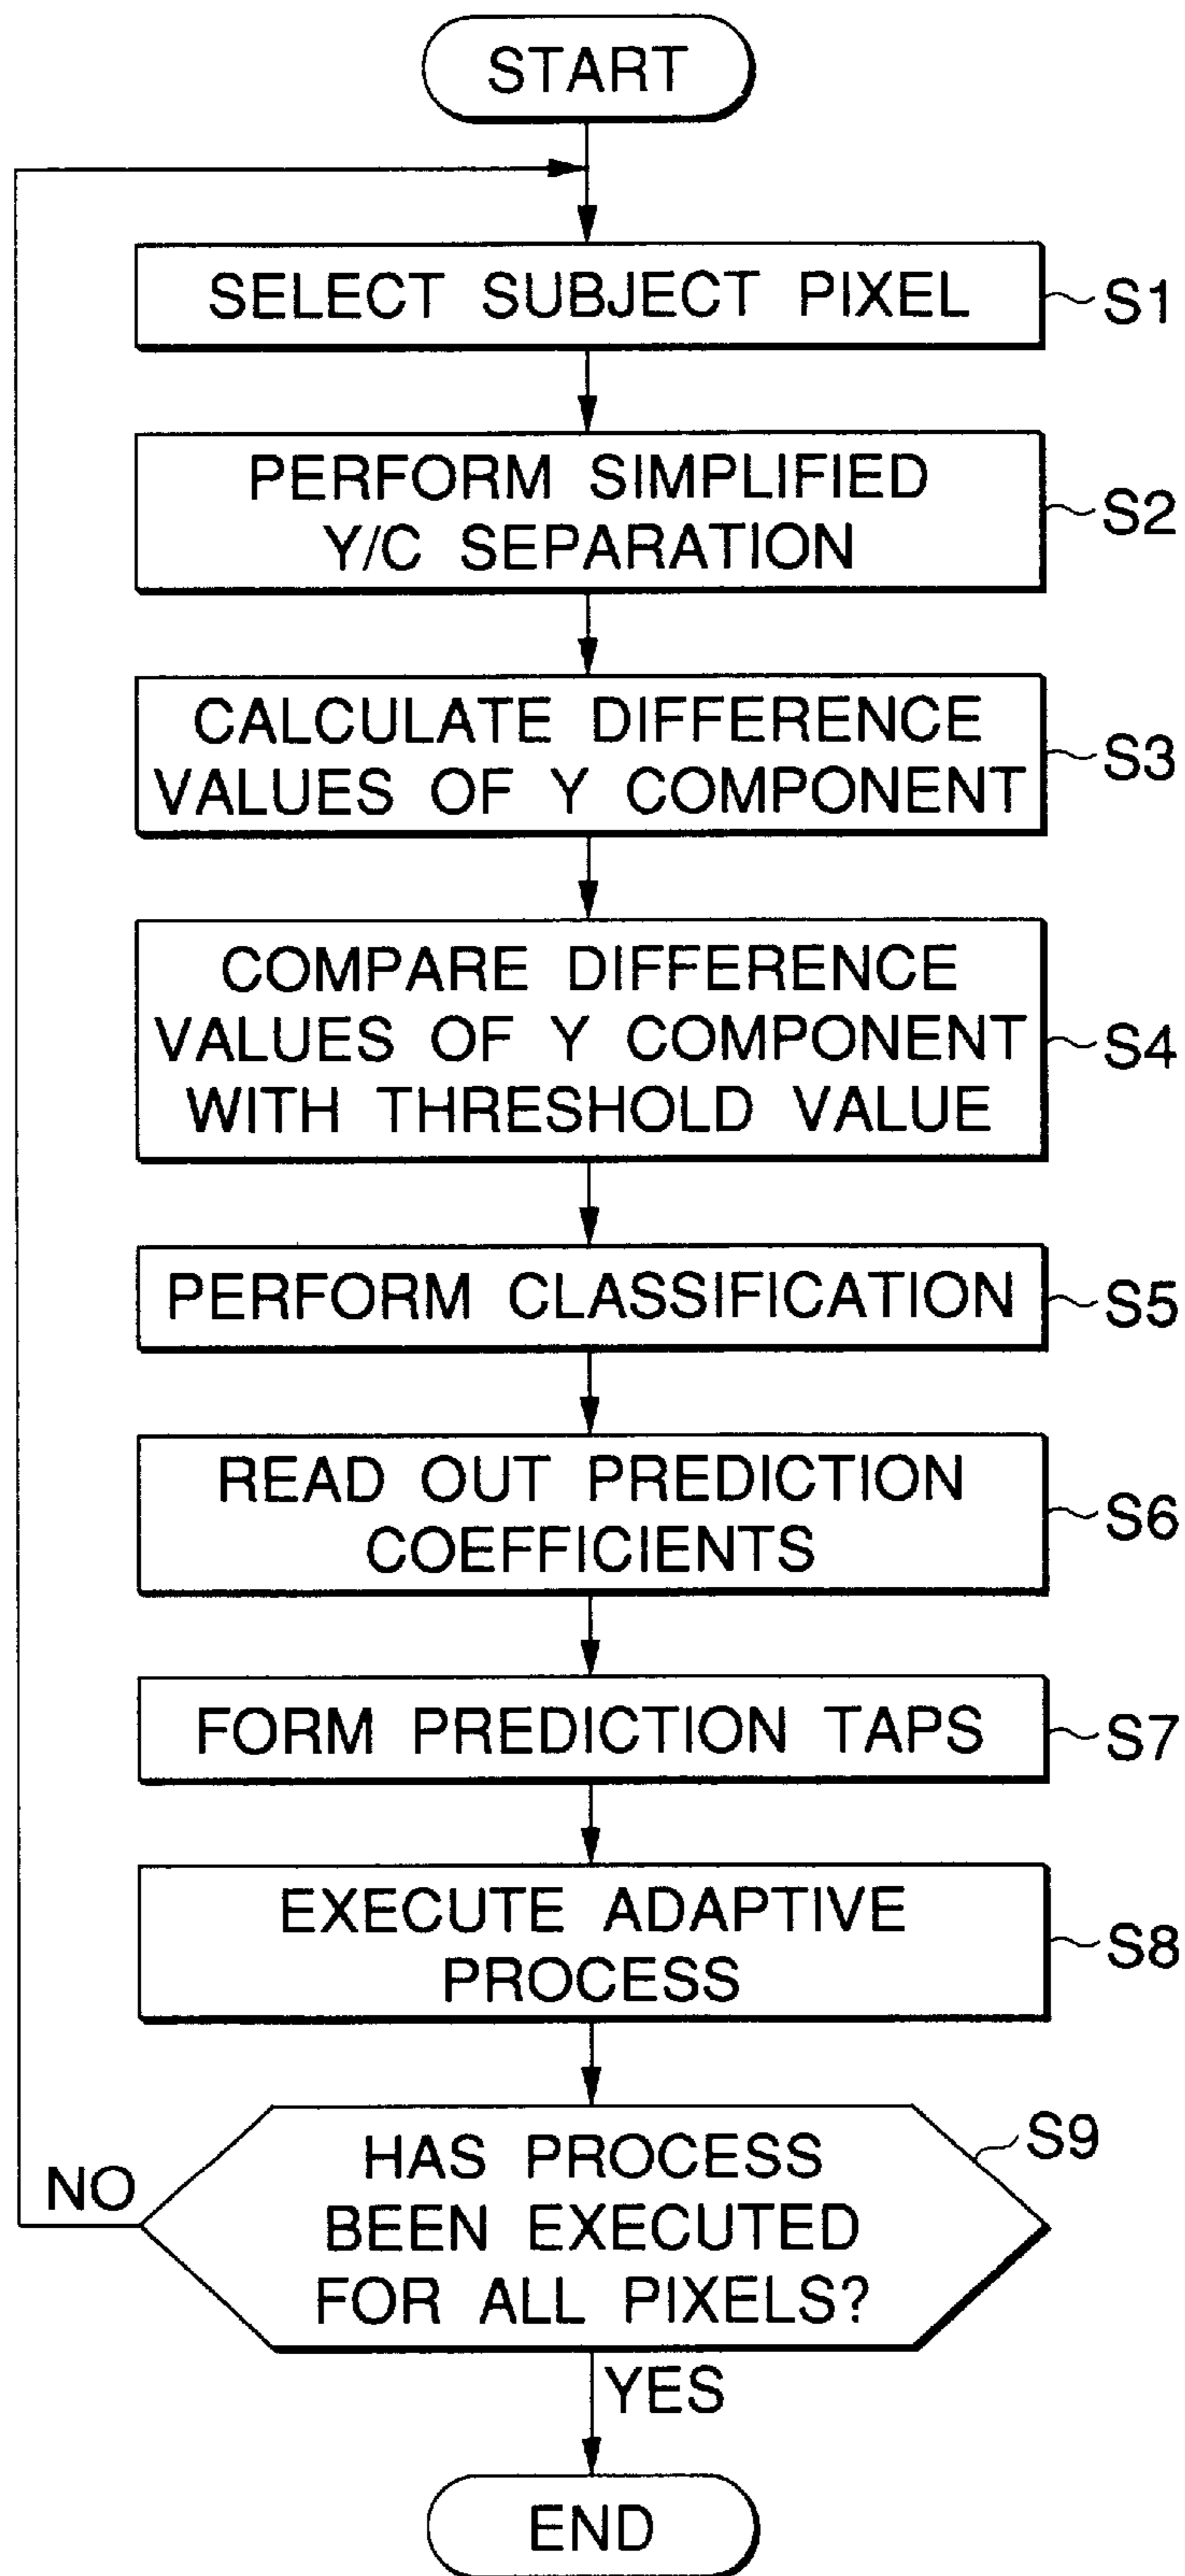 START
SELECT SUBJECT PIXEL
S1
PERFORM SIMPLIFIED
Y/C SEPARATION
S2
CALCULATE DIFFERENCE
VALUES OF Y COMPONENT
S3
COMPARE DIFFERENCE
VALUES OF Y COMPONENT
WITH THRESHOLD VALUE
S4
PERFORM CLASSIFICATION
S5
READ OUT PREDICTION
COEFFICIENTS
S6
FORM PREDICTION TAPS
S7
EXECUTE ADAPTIVE
PROCESS
S8
HAS PROCESS
BEEN EXECUTED
FOR ALL PIXELS?
S9
NO
YES
END